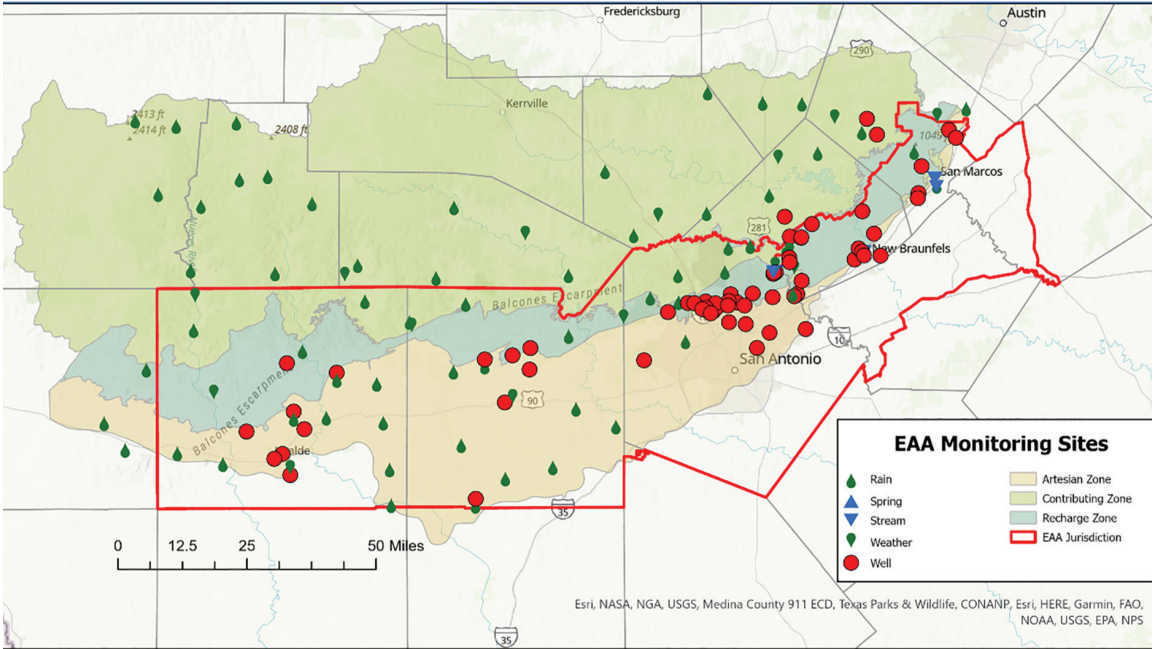 Fredericksburg
Austin
290
Kerrville
2413 ft
2414 ft
2408 ft
1049
San Marcos
281
New Braunfels
Balcones Escarpment
10
San Antonio
Balcones Escarpment
90
35
EAA Monitoring Sites
Rain
Spring
Stream
Weather
Well
Artesian Zone
Contributing Zone
Recharge Zone
EAA Jurisdiction
0 12.5 25 50 Miles
Esri, NASA, NGA, USGS, Medina County 911 ECD, Texas Parks & Wildlife, CONANP, Esri, HERE, Garmin, FAO,
NOAA, USGS, EPA, NPS
35